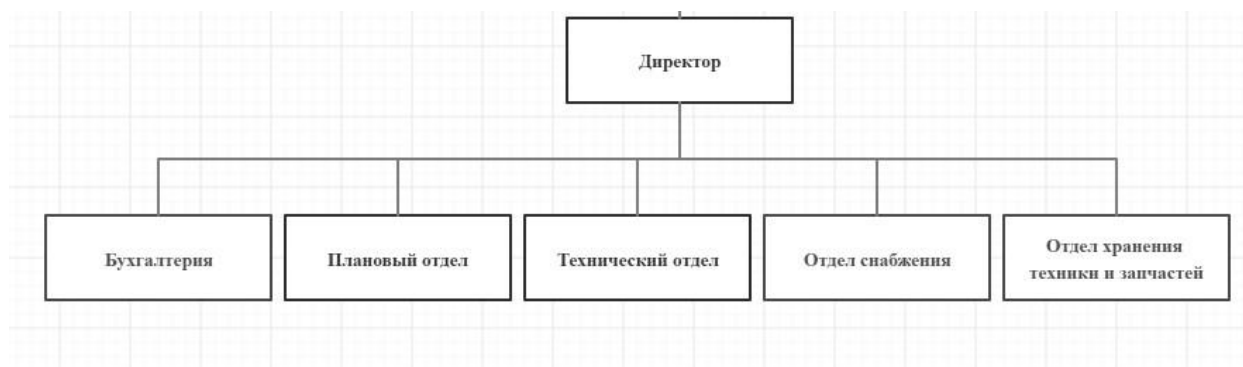 Директор
Бухгалтерия
Плановый отдел
Технический отдел
Отдел снабжения
Отдел хранения
техники и запчастей